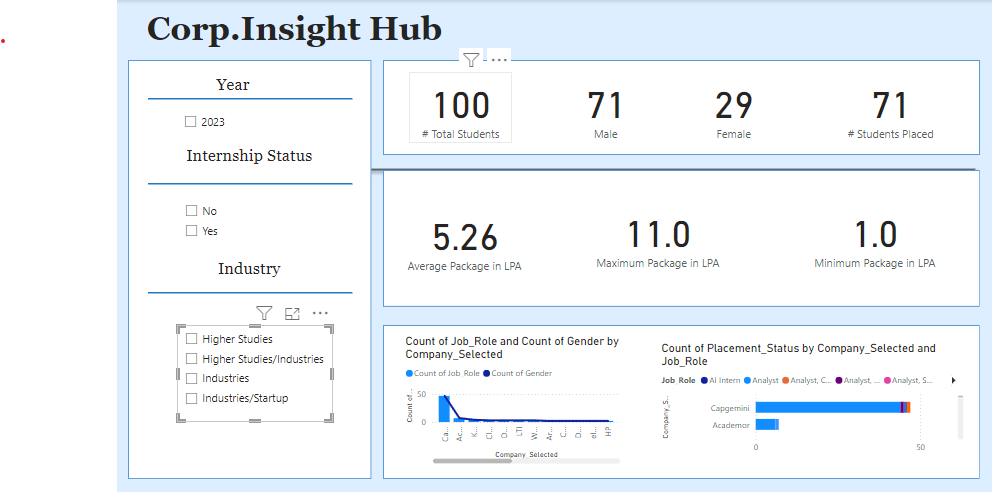 Corp.Insight Hub
Year
2023
Internship Status
No
Yes
Industry
Higher Studies
Higher Studies/Industries
Industries
Industries/Startup
100
# Total Students
71
Male
29
Female
71
# Students Placed
5.26
Average Package in LPA
11.0
Maximum Package in LPA
1.0
Minimum Package in LPA
Count of Job_Role and Count of Gender by
Company_Selected
Count of Job_Role Count of Gender
Count of...
50
0
Ca...
Ac...
K...
Cl...
D...
LTI
W...
Ar...
C...
D...
el...
HP
Company_Selected
Count of Placement_Status by Company_Selected and
Job_Role
Job_Role AI Intern Analyst Analyst, C... Analyst, ... Analyst, S...
Company_S...
Capgemini
Academor
0
50